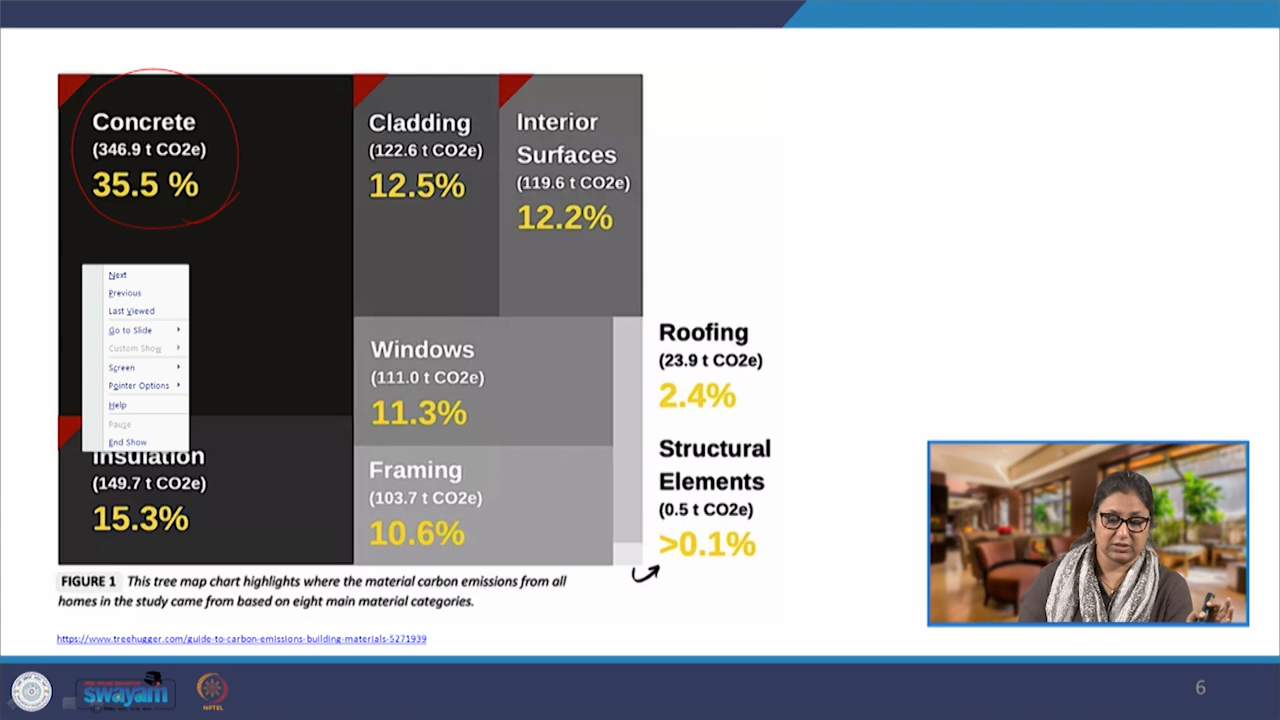 Concrete
(346.9 t CO2e)
35.5 %
Cladding
(122.6 t CO2e)
12.5%
Interior
Surfaces
(119.6 t CO2e)
12.2%
Next
Previous
Last Viewed
Go to Slide
Custom Show
Screen
Pointer Options
Help
Pause
End Show
Insulation
(149.7 t CO2e)
15.3%
Windows
(111.0 t CO2e)
11.3%
Framing
(103.7 t CO2e)
10.6%
Roofing
(23.9 t CO2e)
2.4%
Structural
Elements
(0.5 t CO2e)
>0.1%
FIGURE 1 This tree map chart highlights where the material carbon emissions from all
homes in the study came from based on eight main material categories.
https://www.treehugger.com/guide-to-carbon-emissions-building-materials-5271939
swayam
NPTEL
6